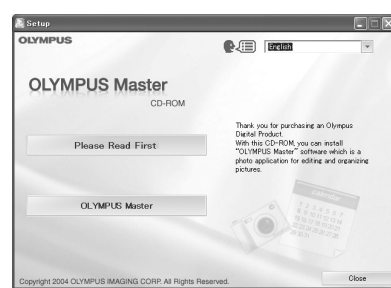 Setup
OLYMPUS
English
OLYMPUS Master
CD-ROM
Please Read First
OLYMPUS Master
Thank you for purchasing an Olympus
Digital Product.
With this CD-ROM, you can install
"OLYMPUS Master" software which is a
photo application for editing and organizing
pictures.
Copyright 2004 OLYMPUS IMAGING CORP. All Rights Reserved.
Close